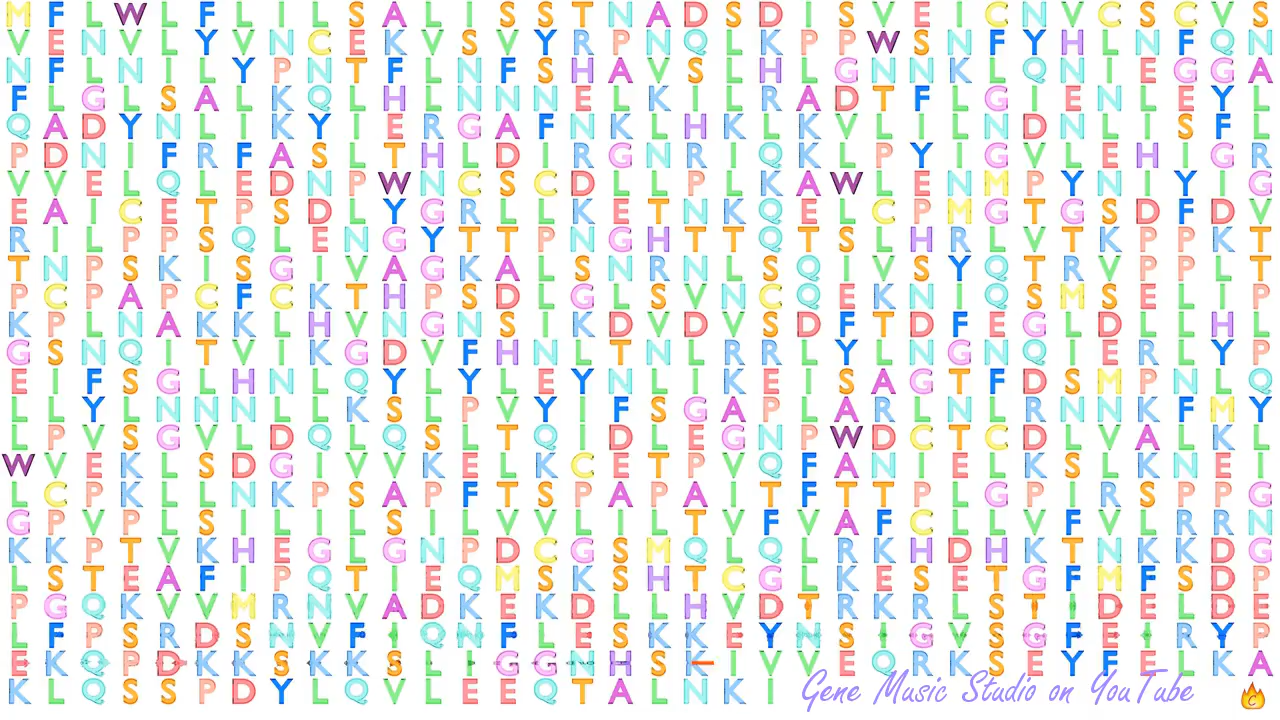 M F L W L F L I L S A L I S S T N A D S D I S V E I C N V C S C V S
V E N V L Y V N C E K V S V Y R P N Q L K P P W S N F Y H L N F Q N
N F L N I L Y P N T F L N F S H A V S L H L G N N K L Q N I E G G A
F L G L S A L K Q L H L N N N E L K I L R A D T F L G I E N L E Y L
Q A D Y N L I K Y I E R G A F N K L H K L K V L I L N D N L I S F L
P D N I F R F A S L T H L D I R G N R I Q K L P Y I G V L E H I G R
V V E L Q L E D N P W N C S C D L L P L K A W L E N M P Y N I Y I G
E A I C E T P S D L Y G R L L K E T N K Q E L C P M G T G S D F D V
R I L P P S Q L E N G Y T T P N G H T T Q T S L H R L V T K P P K T
T N P S K I S G I V A G K A L S N R N L S Q I V S Y Q T R V P P L T
P C P A P C F C K T H P S D L G L S V N C Q E K N I Q S M S E L I P
K P L N A K K L H V N G N S I K D V D V S D F T D F E G L D L L H L
G S N Q I T V I K G D V F H N L T N L R R L Y L N G N Q I E R L Y P
E I F S G L H N L Q Y L Y L E Y N L I K E I S A G T F D S M P N L Q
L L Y L N N N L L K S L P V Y I F S G A P L A R L N L R N N K F M Y
L P V S G V L D Q L Q S L T Q I D L E G N P W D C T C D L V A L K L
W V E K L S D G I V V K E L K C E T P V Q F A N I E L K S L K N E I
L C P K L L N K P S A P F T S P A P A I T F T T P L G P I R S P P G
G P V P L S I L I L S I L V V L I L T V F V A F C L L V F V L R R N
K K P T V K H E G L G N P D C G S M Q L Q L R K H D H K T N K K D G
L S T E A F I P Q T I E Q M S K S H T C G L K E S E T G F M F S D P
P G Q K V V M R N V A D K E K D L L H V D T R K R L S T I D E L D E
L F P S R D S N V F I Q N F L E S K K E Y N S I G V S G F E I R Y P
E K Q P D K K S K K S L I G G N H S K I V V E Q R K S E Y F E L K A
K L Q S S P D Y L Q V L E E Q T A L N K I
Gene Music Studio on YouTube